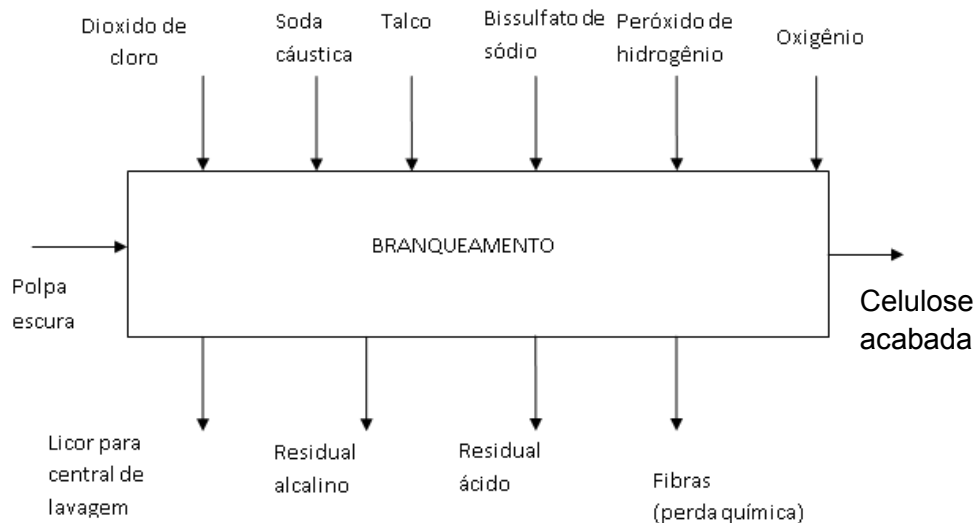 Dioxido de
cloro
Soda
cáustica
Talco
Bissulfato de
sódio
Peróxido de
hidrogênio
Oxigênio
BRANQUEAMENTO
Polpa
escura
Celulose
acabada
Licor para
central de
lavagem
Residual
alcalino
Residual
ácido
Fibras
(perda química)